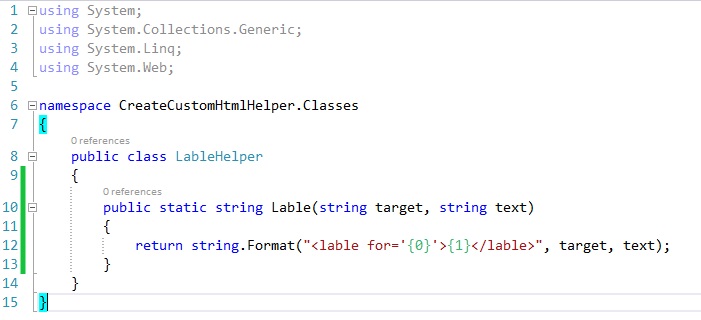 1 using System;
2 using System.Collections.Generic;
3 using System.Linq;
4 using System.Web;
5
6 namespace CreateCustomHtmlHelper.Classes
7 {
0 references
8 public class LableHelper
9 {
0 references
10 public static string Lable(string target, string text)
11 {
12 return string.Format("<lable for='{0}'>{1}</lable>", target, text);
13 }
14 }
15 }